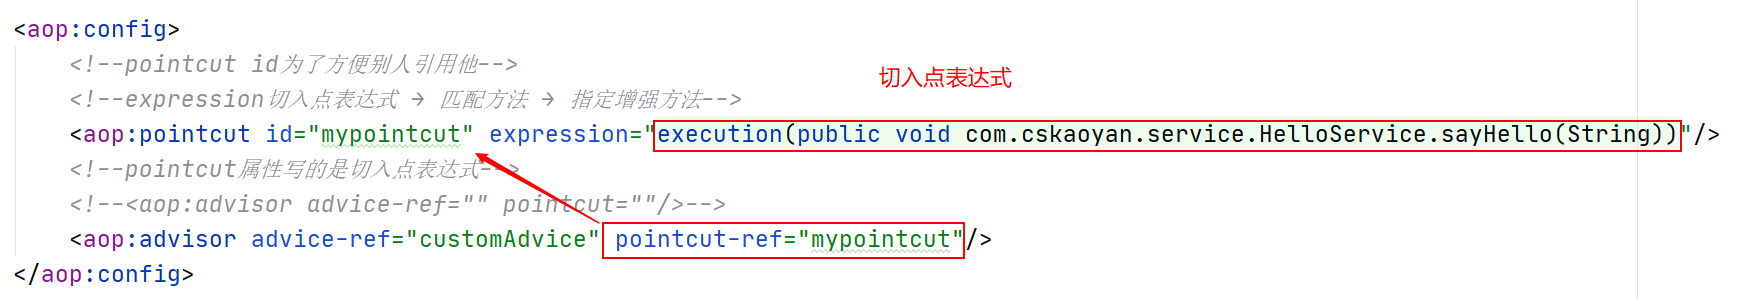 <aop:config>
<!--pointcut id为了方便别人引用他-->
切入点表达式
<!--expression切入点表达式 → 匹配方法 → 指定增强方法-->
<aop:pointcut id="mypointcut" expression="execution(public void com.cskaoyan.service.HelloService.sayHello(String))"/>
<!--pointcut属性写的是切入点表达式-->
<!--<aop:advisor advice-ref="" pointcut=""/>-->
<aop:advisor advice-ref="customAdvice" pointcut-ref="mypointcut"/>
</aop:config>